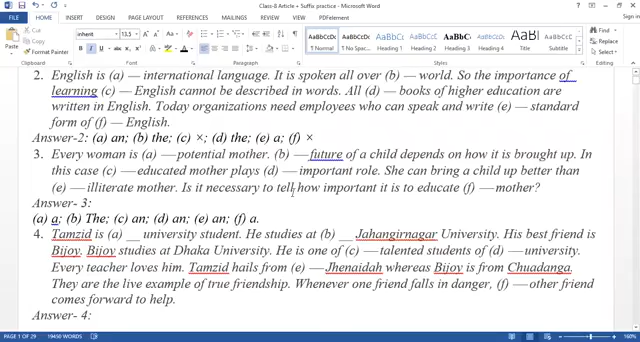 Class-8 Article + Suffix practice - Word
Sign in
FILE HOME INSERT DESIGN PAGE LAYOUT REFERENCES MAILINGS REVIEW VIEW PDFelement
Paste Cut Copy Format Painter
inherit 13.5
AaBbCcDc AaBbCcDc AaBbCc AaBbCcD AaBbCc AaBl AaBbCcD
¶ Normal ¶ No Spac... Heading 1 Heading 2 Heading 3 Title Subtitle
Find
Replace
Select
Clipboard Font Paragraph Styles Editing
2. English is (a) — international language. It is spoken all over (b) — world. So the importance of
learning (c) — English cannot be described in words. All (d) — books of higher education are
written in English. Today organizations need employees who can speak and write (e) — standard
form of (f) — English.
Answer-2: (a) an; (b) the; (c) ×; (d) the; (e) a; (f) ×
3. Every woman is (a) — potential mother. (b) — future of a child depends on how it is brought up. In
this case (c) — educated mother plays (d) — important role. She can bring a child up better than
(e) — illiterate mother. Is it necessary to tell how important it is to educate (f) — mother?
Answer- 3:
(a) a; (b) The; (c) an; (d) an; (e) an; (f) a.
4. Tamzid is (a) __ university student. He studies at (b) __ Jahangirnagar University. His best friend is
Bijoy. Bijoy studies at Dhaka University. He is one of (c) — talented students of (d) — university.
Every teacher loves him. Tamzid hails from (e) — Jhenaidah whereas Bijoy is from Chuadanga.
They are the live example of true friendship. Whenever one friend falls in danger, (f) — other friend
comes forward to help.
Answer- 4:
PAGE 1 OF 29 19450 WORDS
160%